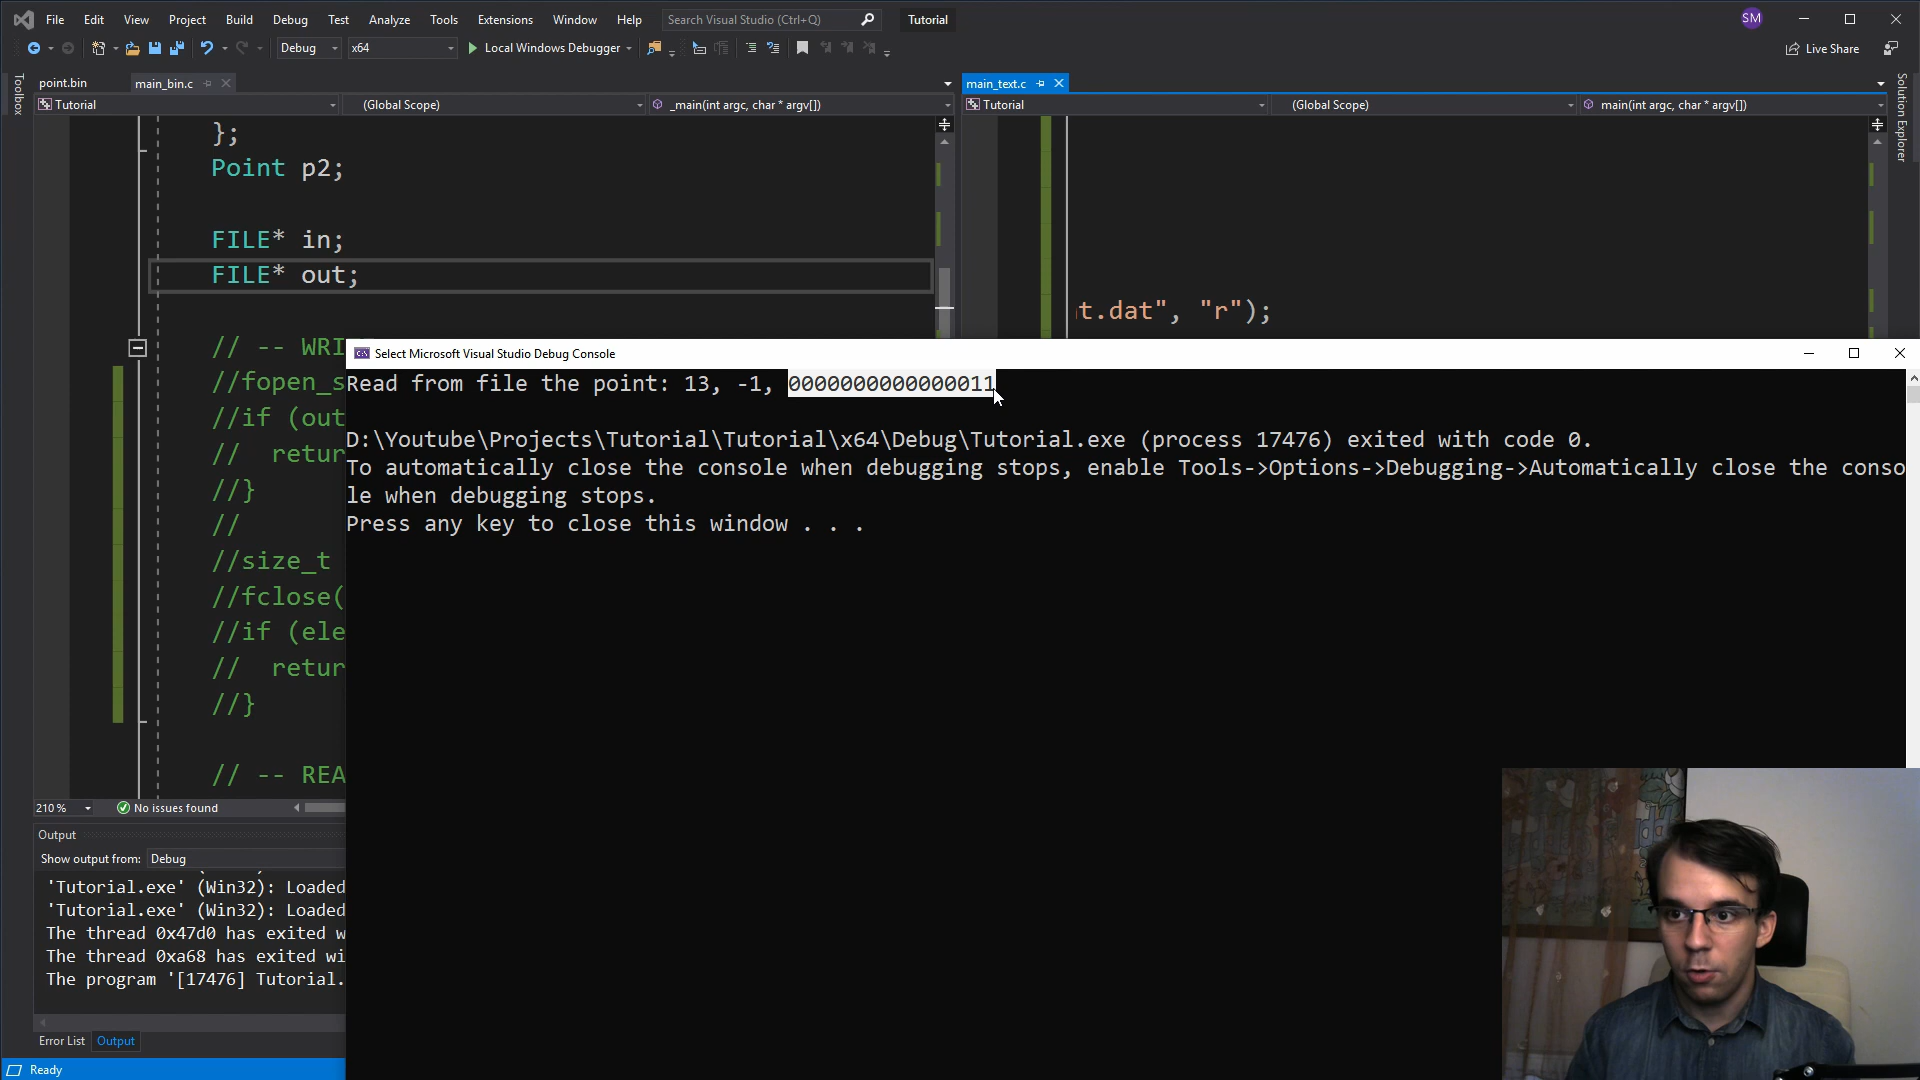 File Edit View Project Build Debug Test Analyze Tools Extensions Window Help Search Visual Studio (Ctrl+Q) Tutorial SM
Debug x64 Local Windows Debugger Live Share
Toolbox
point.bin main_bin.c
Tutorial (Global Scope) _main(int argc, char * argv[])
};
Point p2;
FILE* in;
FILE* out;
// -- WRI
//fopen_s
//if (out
//  retur
//}
//
//size_t
//fclose(
//if (ele
//  retur
//}
// -- REA
210 % No issues found
main_text.c
Tutorial (Global Scope) main(int argc, char * argv[])
t.dat", "r");
Solution Explorer
Select Microsoft Visual Studio Debug Console
Read from file the point: 13, -1, 0000000000000011
D:\Youtube\Projects\Tutorial\Tutorial\x64\Debug\Tutorial.exe (process 17476) exited with code 0.
To automatically close the console when debugging stops, enable Tools->Options->Debugging->Automatically close the conso
le when debugging stops.
Press any key to close this window . . .
Output
Show output from: Debug
'Tutorial.exe' (Win32): Loaded
'Tutorial.exe' (Win32): Loaded
The thread 0x47d0 has exited w
The thread 0xa68 has exited wi
The program '[17476] Tutorial.
Error List Output
Ready